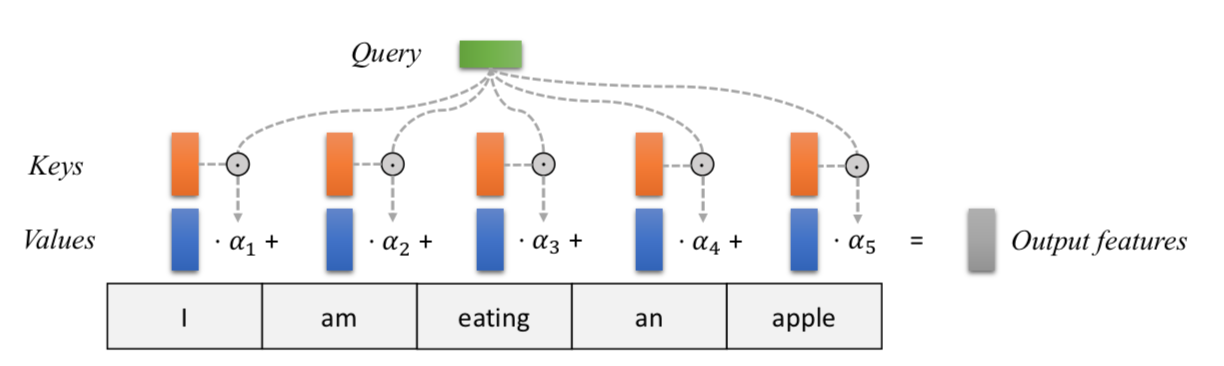 Query
Keys
Values · α₁ + · α₂ + · α₃ + · α₄ + · α₅ = Output features
I am eating an apple